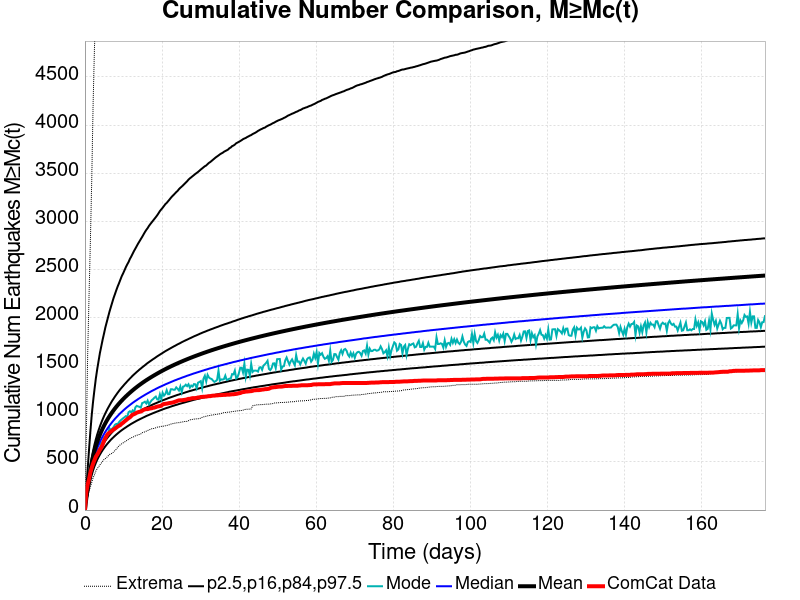 Cumulative Number Comparison, M≥Mc(t)
Cumulative Num Earthquakes M≥Mc(t)
4500
4000
3500
3000
2500
2000
1500
1000
500
0
0 20 40 60 80 100 120 140 160
Time (days)
Extrema p2.5,p16,p84,p97.5 Mode Median Mean ComCat Data